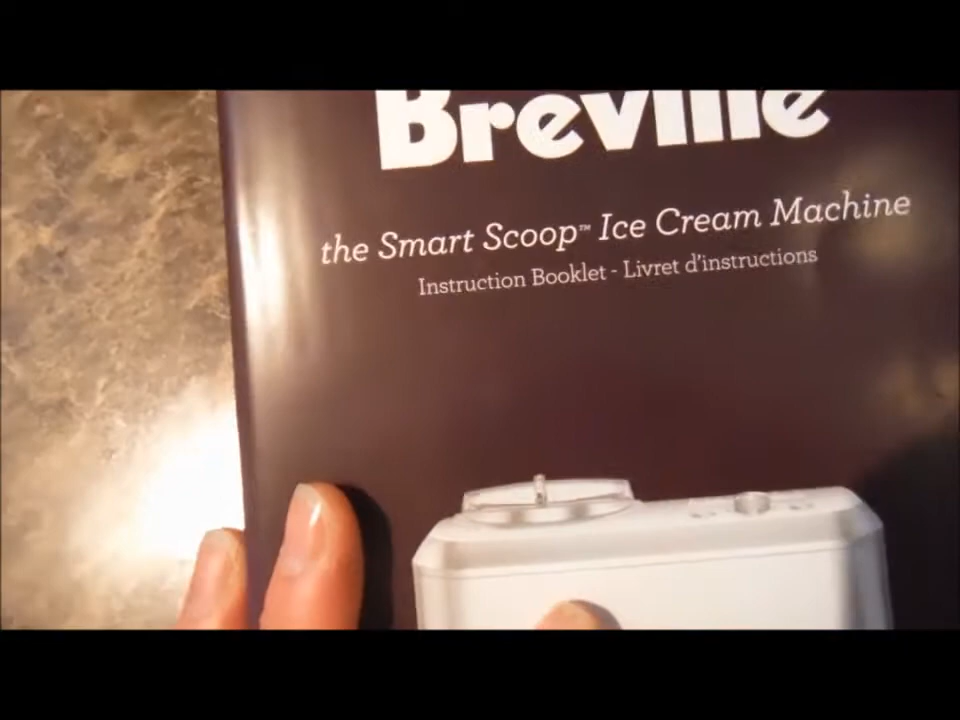 Breville
the Smart Scoop™ Ice Cream Machine
Instruction Booklet - Livret d'instructions